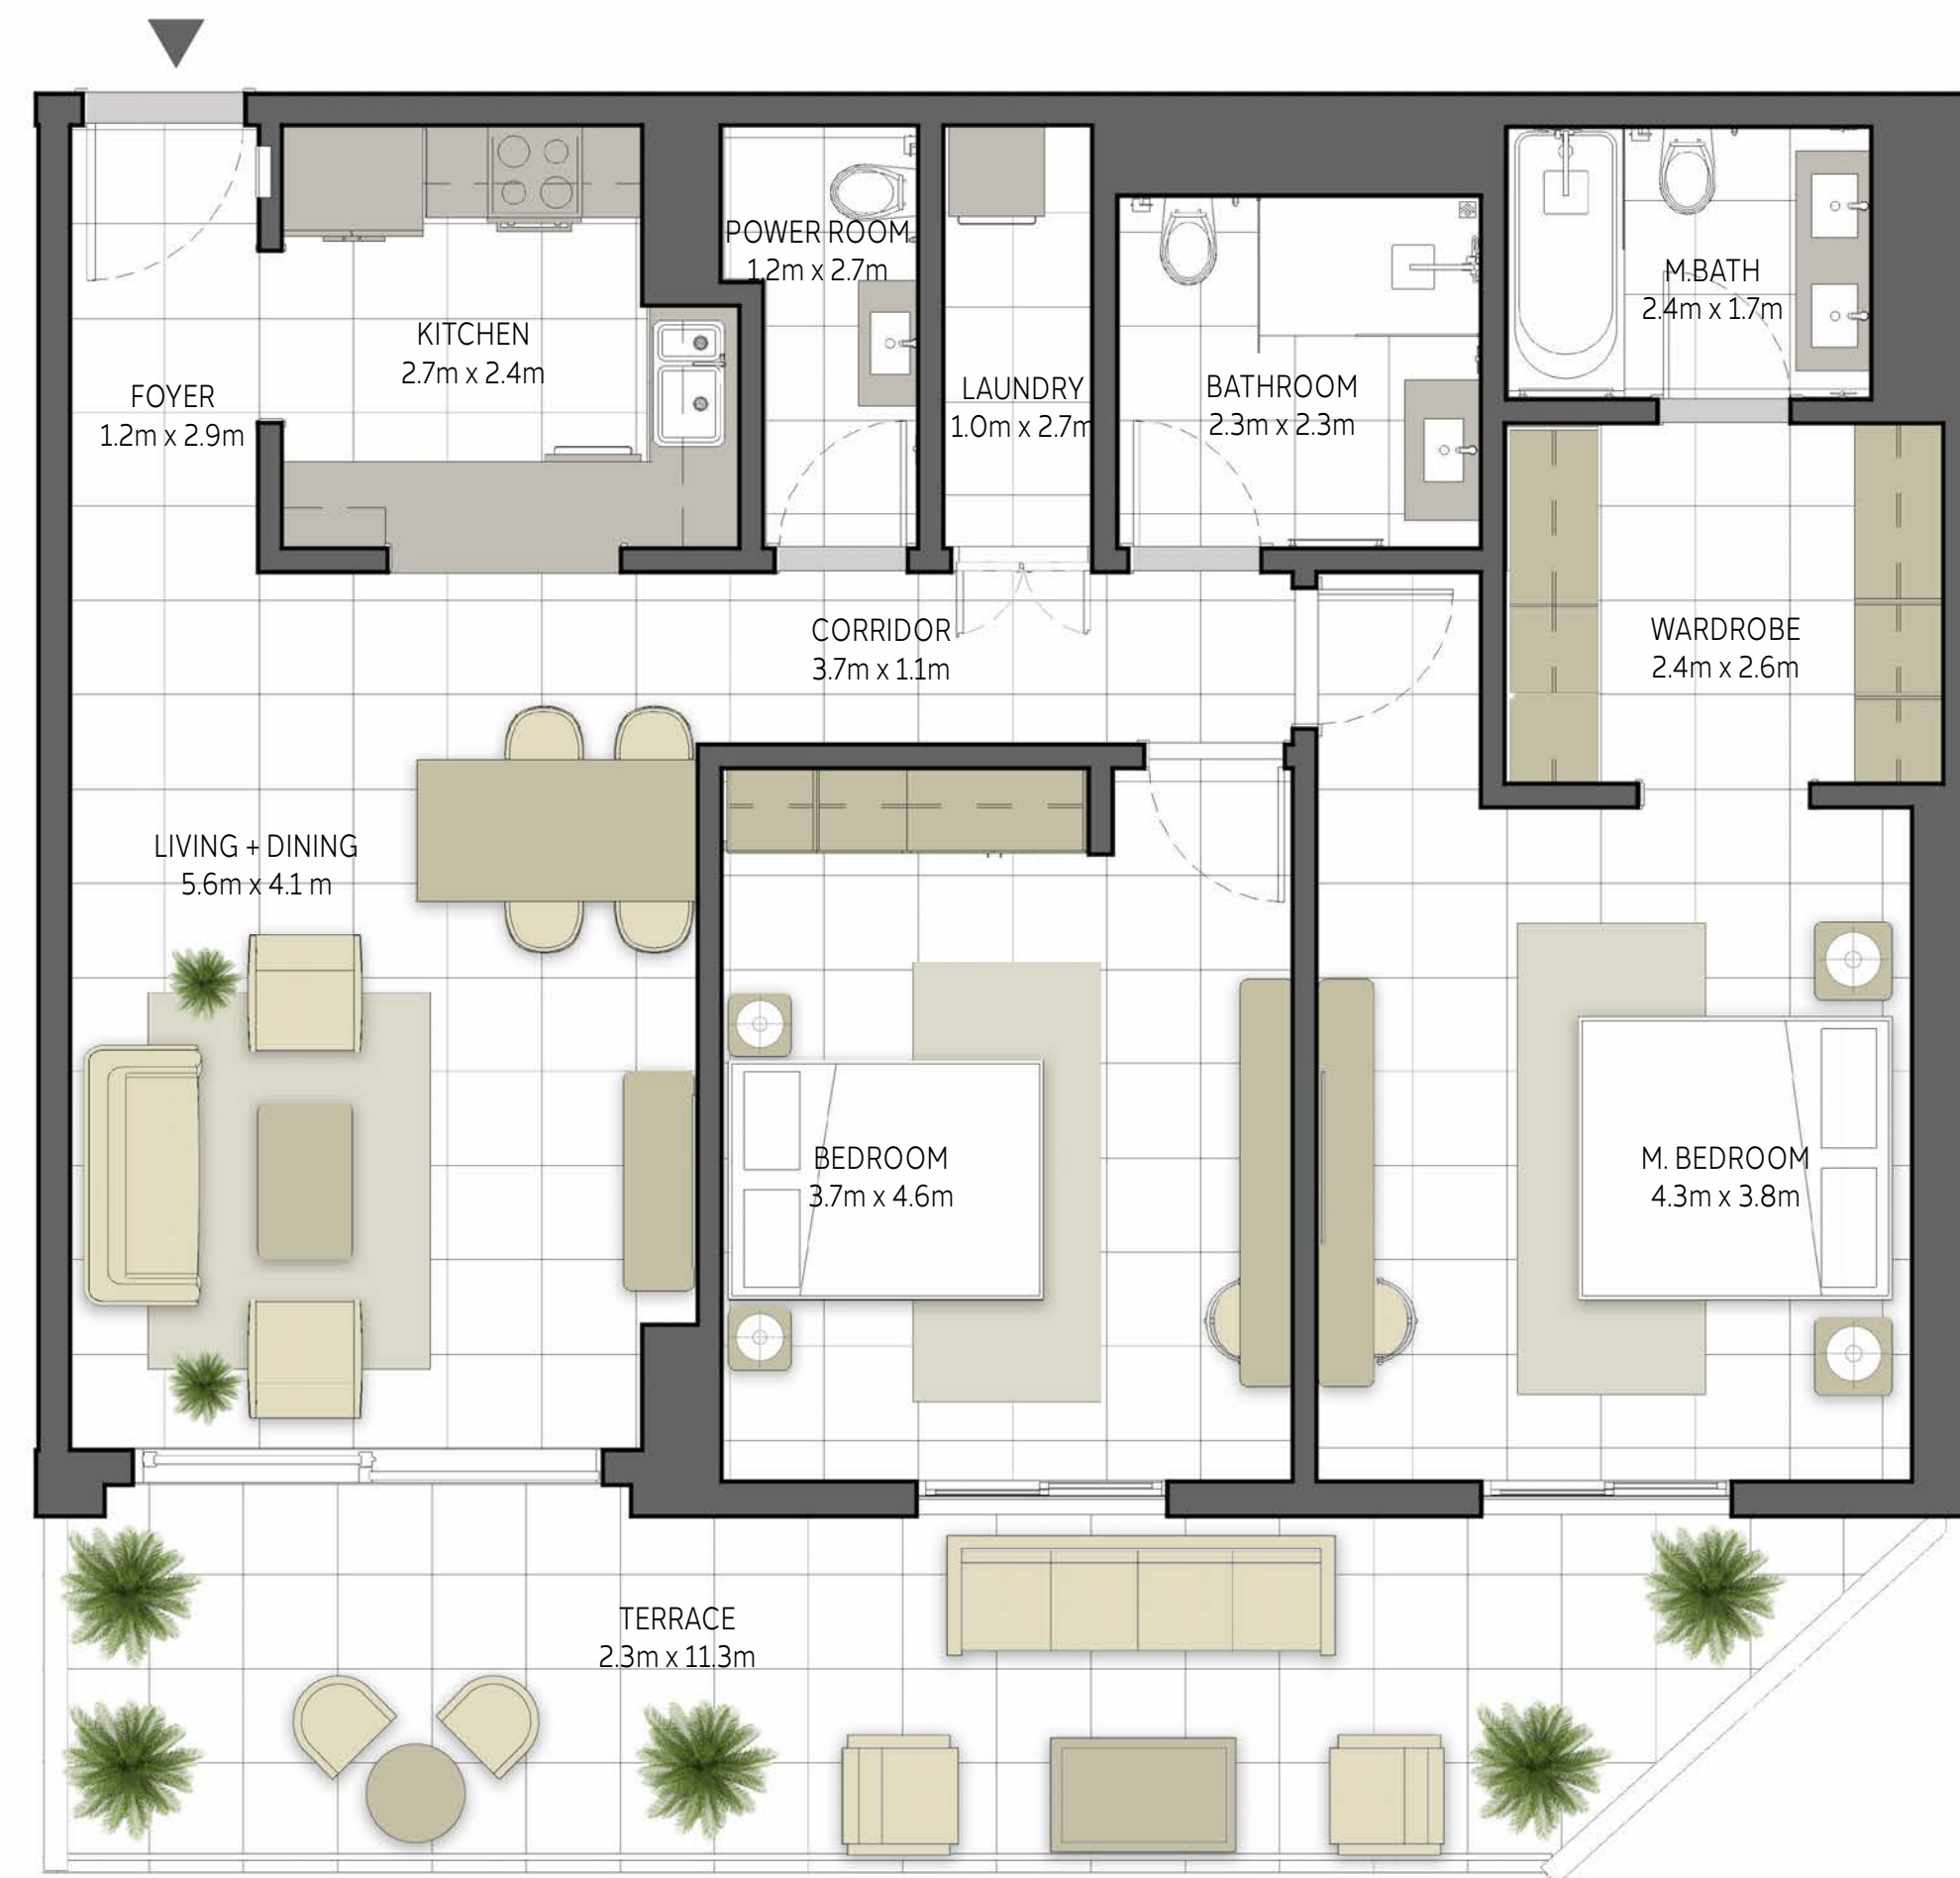 POWER ROOM
1.2m x 2.7m
M.BATH
2.4m x 1.7m
KITCHEN
2.7m x 2.4m
FOYER
1.2m x 2.9m
LAUNDRY
1.0m x 2.7m
BATHROOM
2.3m x 2.3m
CORRIDOR
3.7m x 1.1m
WARDROBE
2.4m x 2.6m
LIVING + DINING
5.6m x 4.1 m
BEDROOM
3.7m x 4.6m
M. BEDROOM
4.3m x 3.8m
TERRACE
2.3m x 11.3m